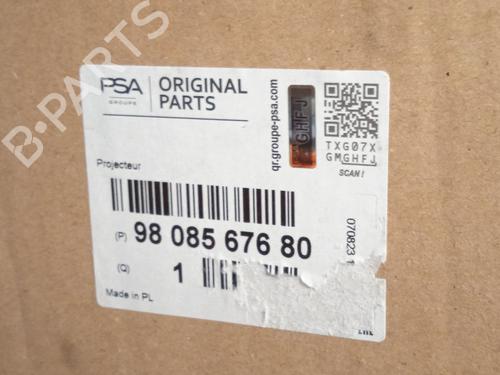 PSA
GROUPE
ORIGINAL
PARTS
qr.groupe-psa.com
GHFJ
TXG07X
GMGHFJ
SCAN!
Projecteur
(P) 98 085 676 80
(Q) 1
Made in PL
070823 1
B-PARTS